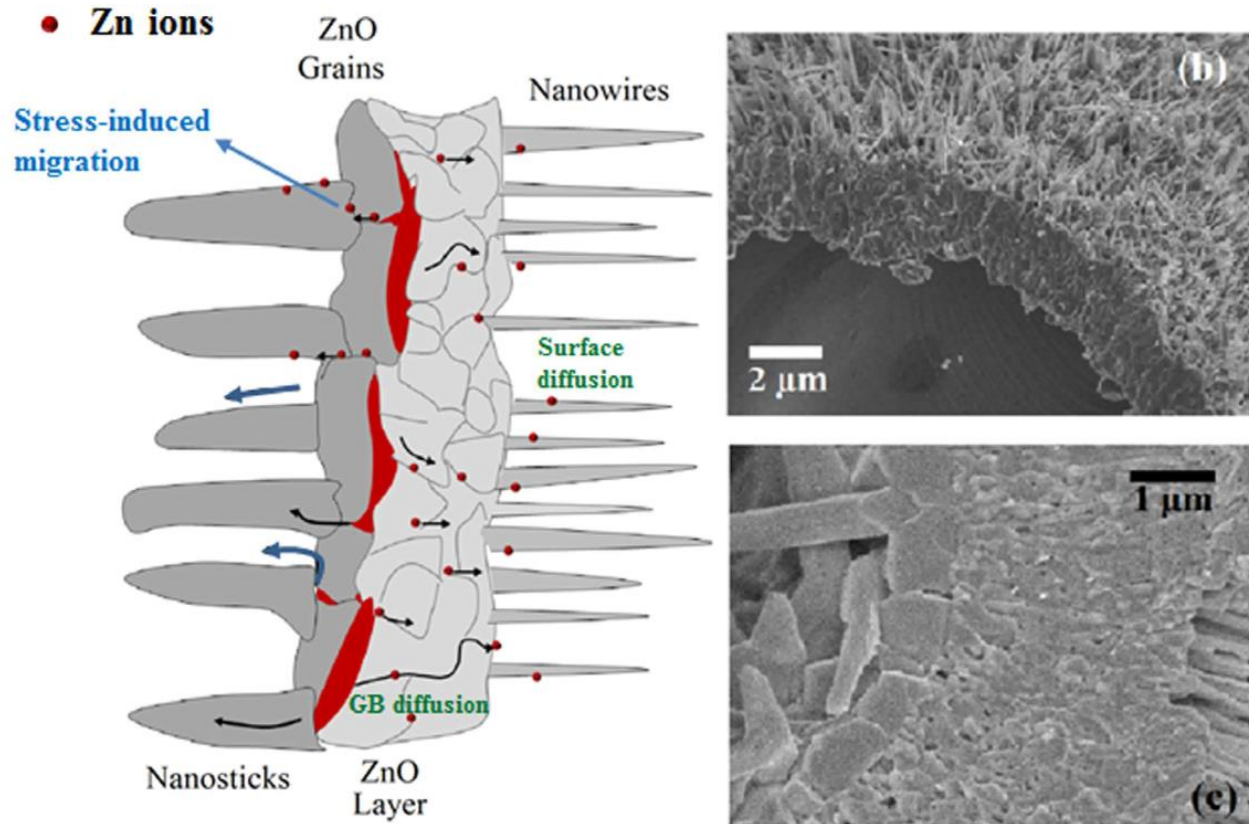 Zn ions
ZnO
Grains
Nanowires
Stress-induced
migration
Surface
diffusion
GB diffusion
Nanosticks
ZnO
Layer
(b)
2 μm
1 μm
(c)